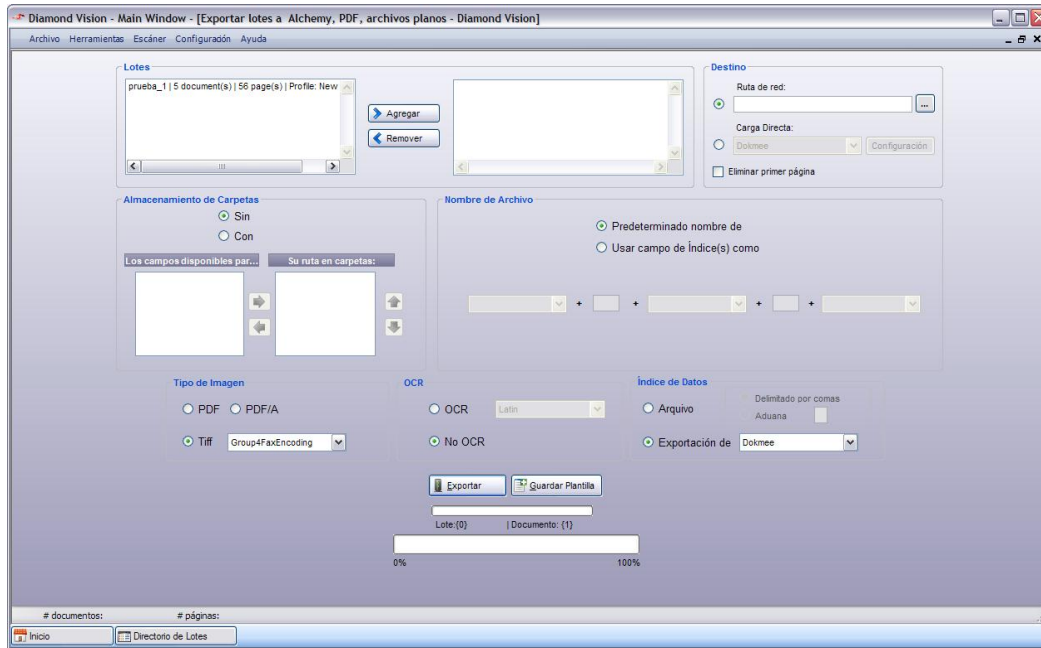 Diamond Vision - Main Window - [Exportar lotes a Alchemy, PDF, archivos planos - Diamond Vision]
Archivo Herramientas Escáner Configuradón Ayuda
Lotes
prueba_1 | 5 document(s) | 56 page(s) | Profile: New
Agregar
Remover
Destino
Ruta de red:
...
Carga Directa:
Dokmee
Configuración
Eliminar primer página
Almacenamiento de Carpetas
Sin
Con
Los campos disponibles par...
Su ruta en carpetas:
Nombre de Archivo
Predeterminado nombre de
Usar campo de Índice(s) como
+ + + +
Tipo de Imagen
PDF PDF/A
Tiff Group4FaxEncoding
OCR
OCR Latin
No OCR
Índice de Datos
Arquivo
Delimitado por comas
Aduana
Exportación de Dokmee
Exportar
Guardar Plantilla
Lote:{0} | Documento: {1}
0% 100%
# documentos: # páginas:
Inicio
Directorio de Lotes